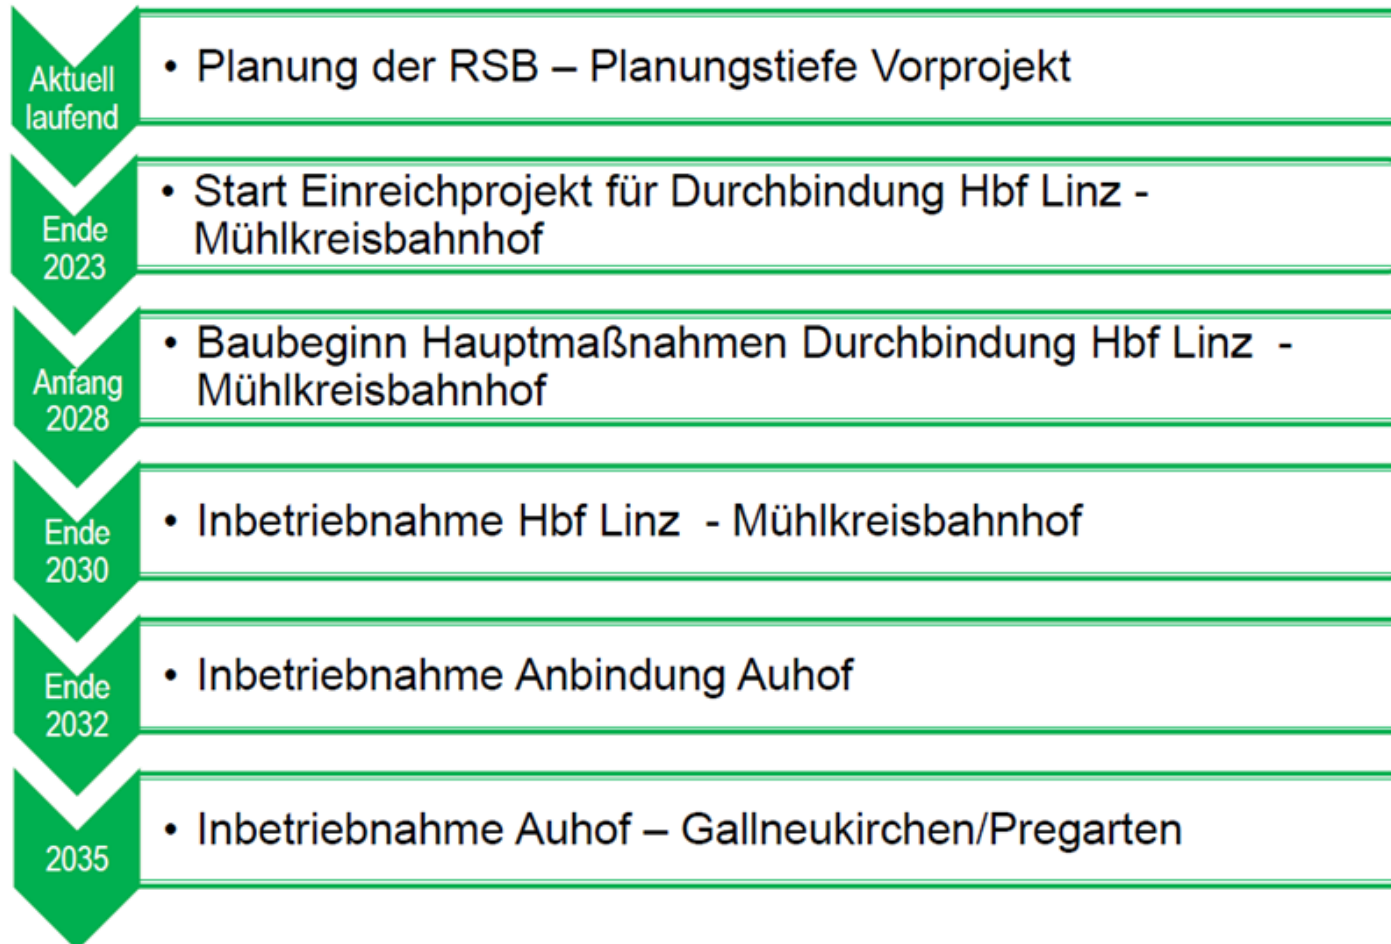 Aktuell
laufend
• Planung der RSB – Planungstiefe Vorprojekt
Ende
2023
• Start Einreichprojekt für Durchbindung Hbf Linz -
Mühlkreisbahnhof
Anfang
2028
• Baubeginn Hauptmaßnahmen Durchbindung Hbf Linz -
Mühlkreisbahnhof
Ende
2030
• Inbetriebnahme Hbf Linz - Mühlkreisbahnhof
Ende
2032
• Inbetriebnahme Anbindung Auhof
2035
• Inbetriebnahme Auhof – Gallneukirchen/Pregarten